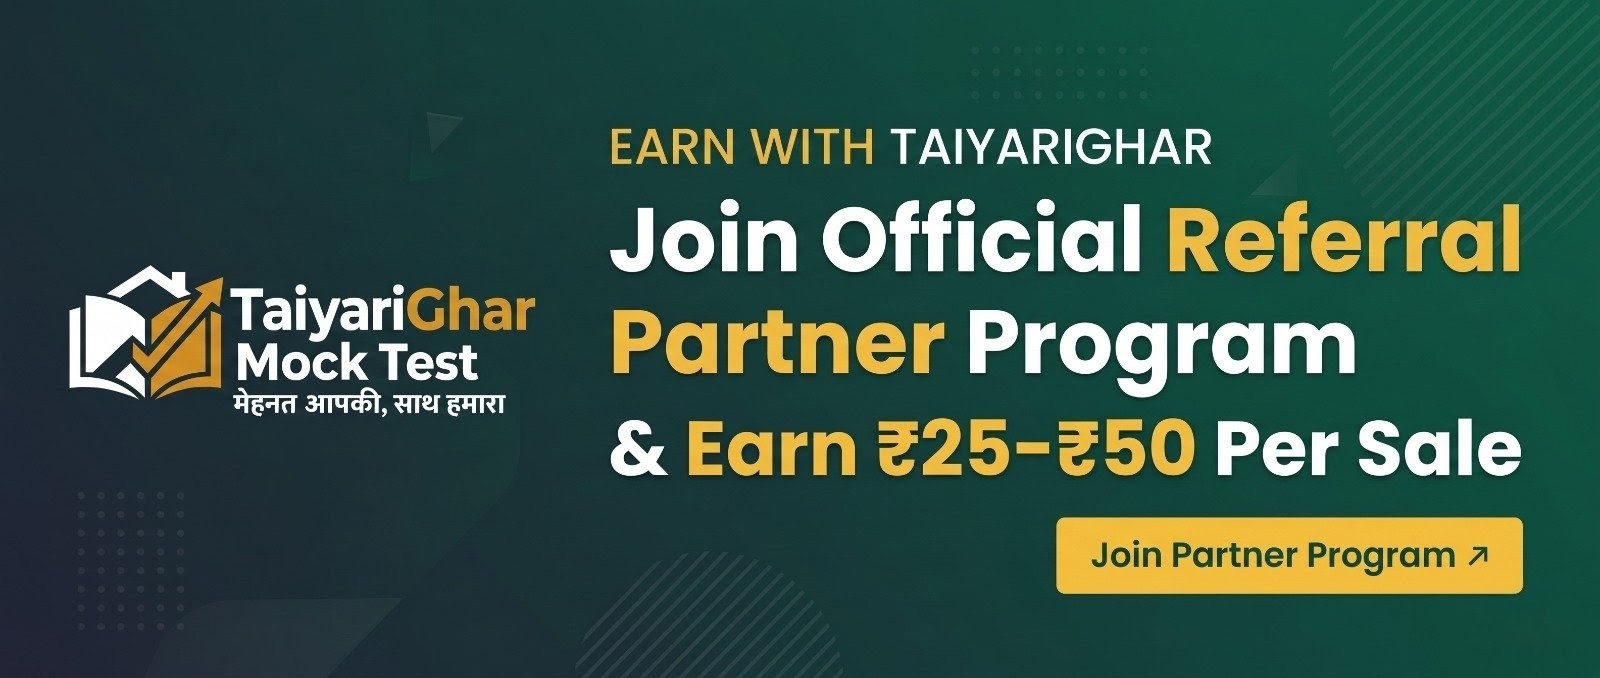 TaiyariGhar
Mock Test
मेहनत आपकी, साथ हमारा
EARN WITH TAIYARIGHAR
Join Official Referral
Partner Program
& Earn ₹25-₹50 Per Sale
Join Partner Program ↗